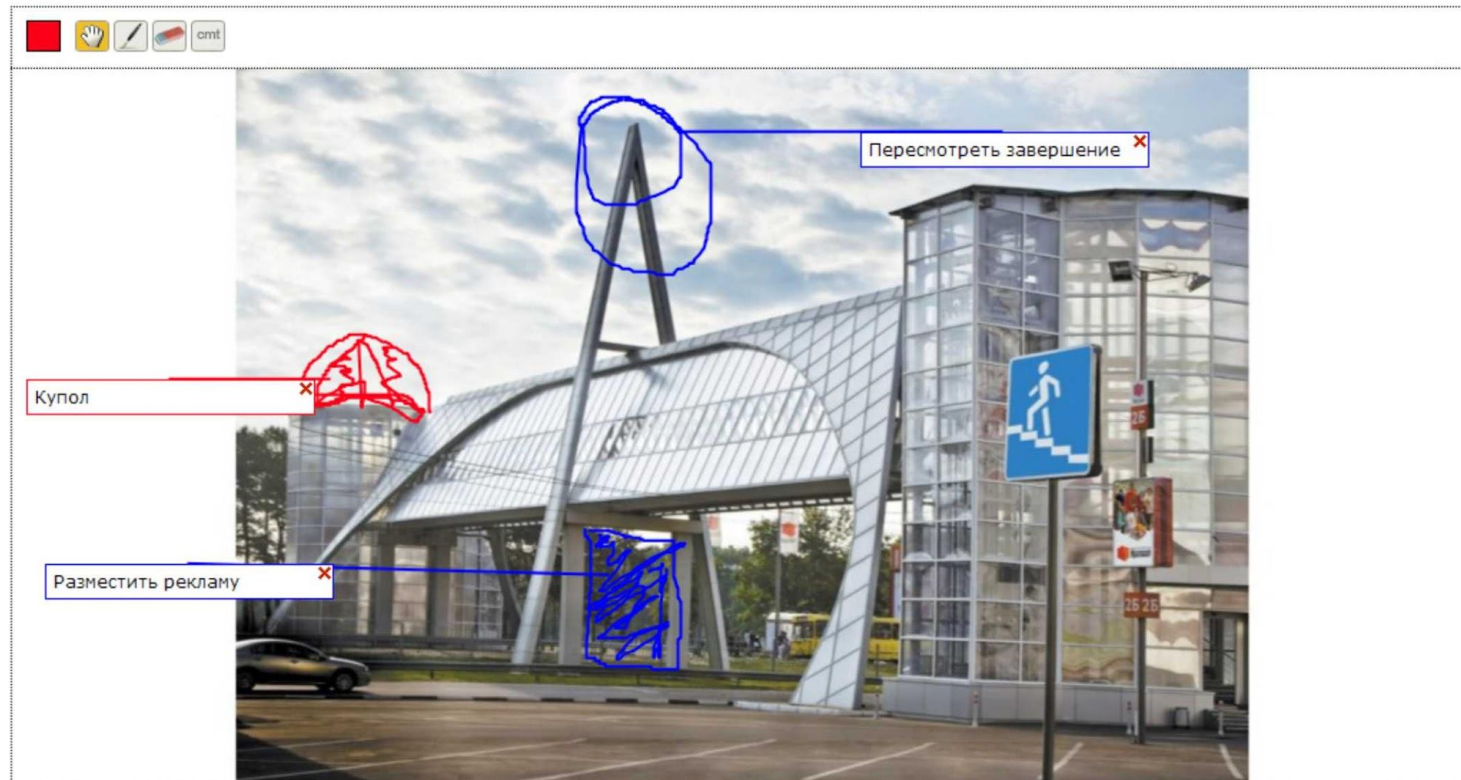 cmt
Пересмотреть завершение
Купол
2Б
Разместить рекламу
2Б 2Б